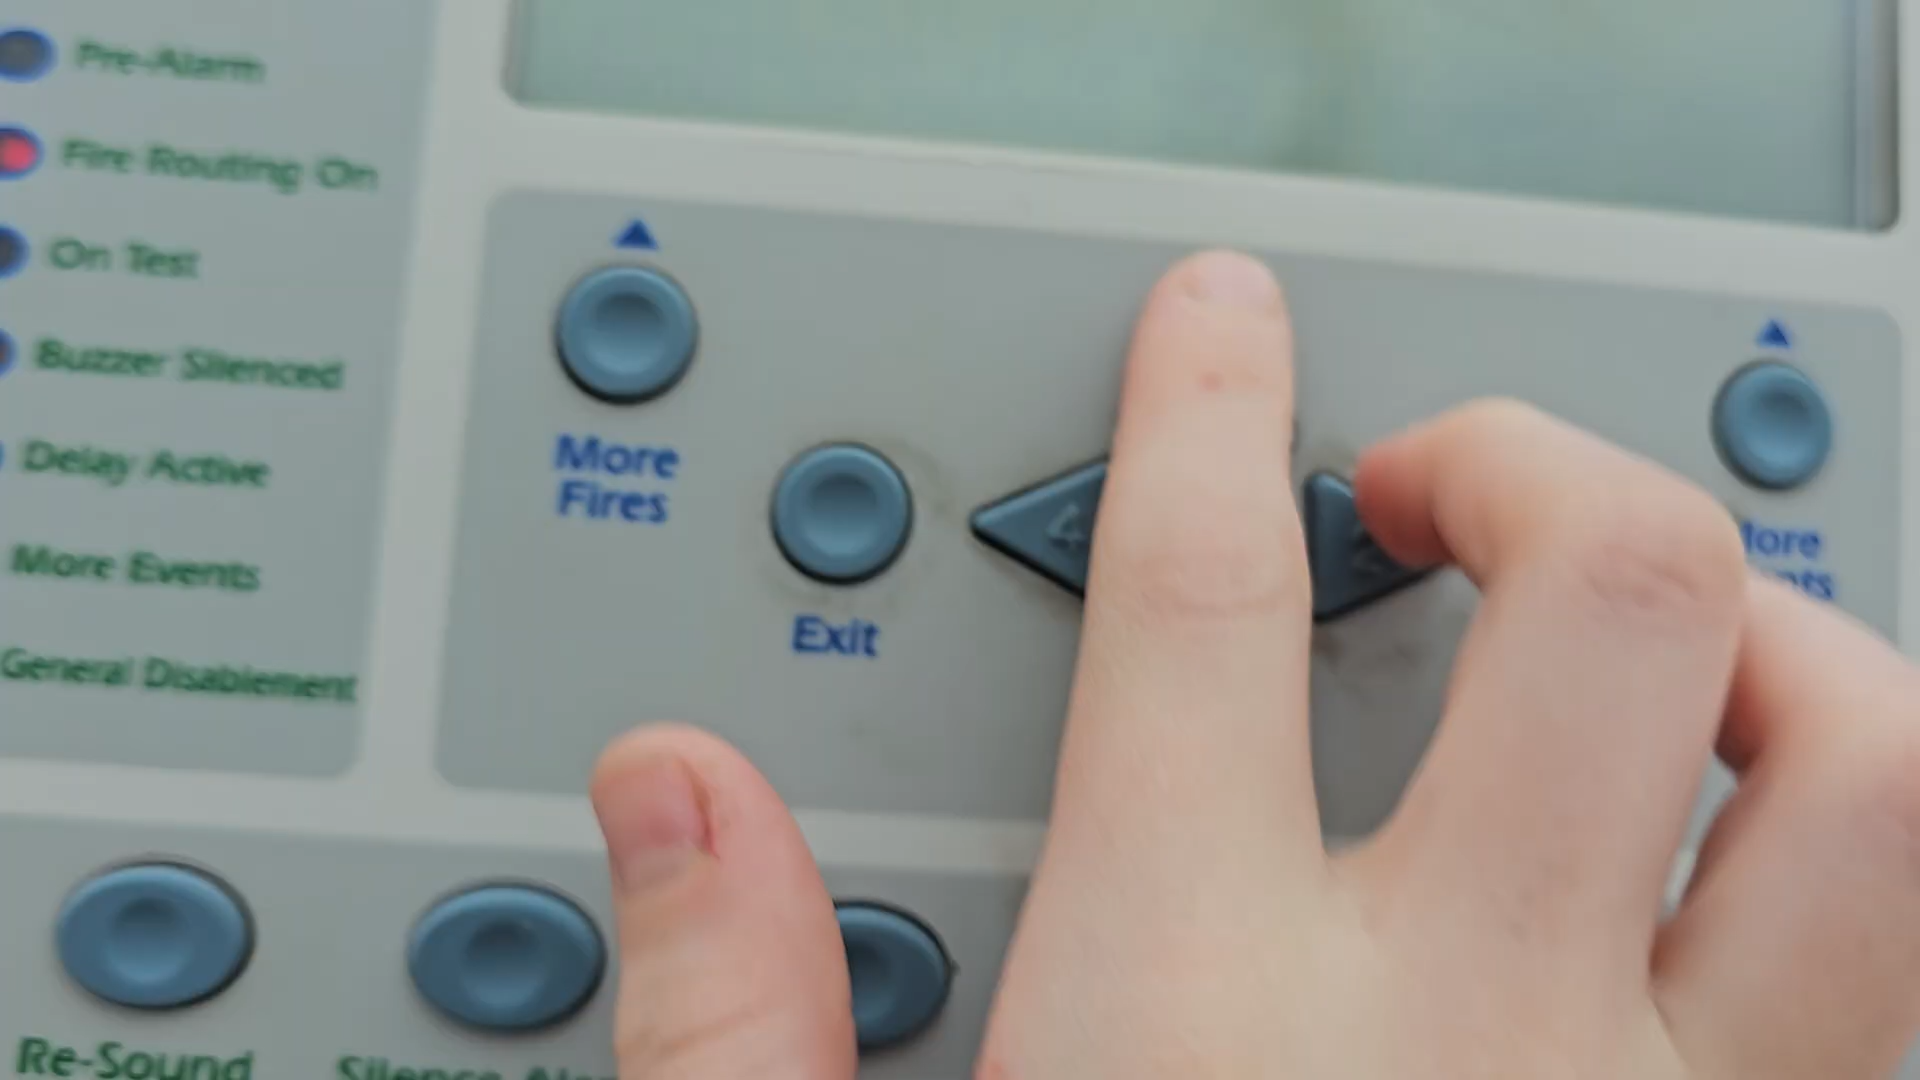 Pre-Alarm
Fire Routing On
On Test
Buzzer Silenced
Delay Active
More Events
General Disablement
More
Fires
Exit
Re-Sound
Silence